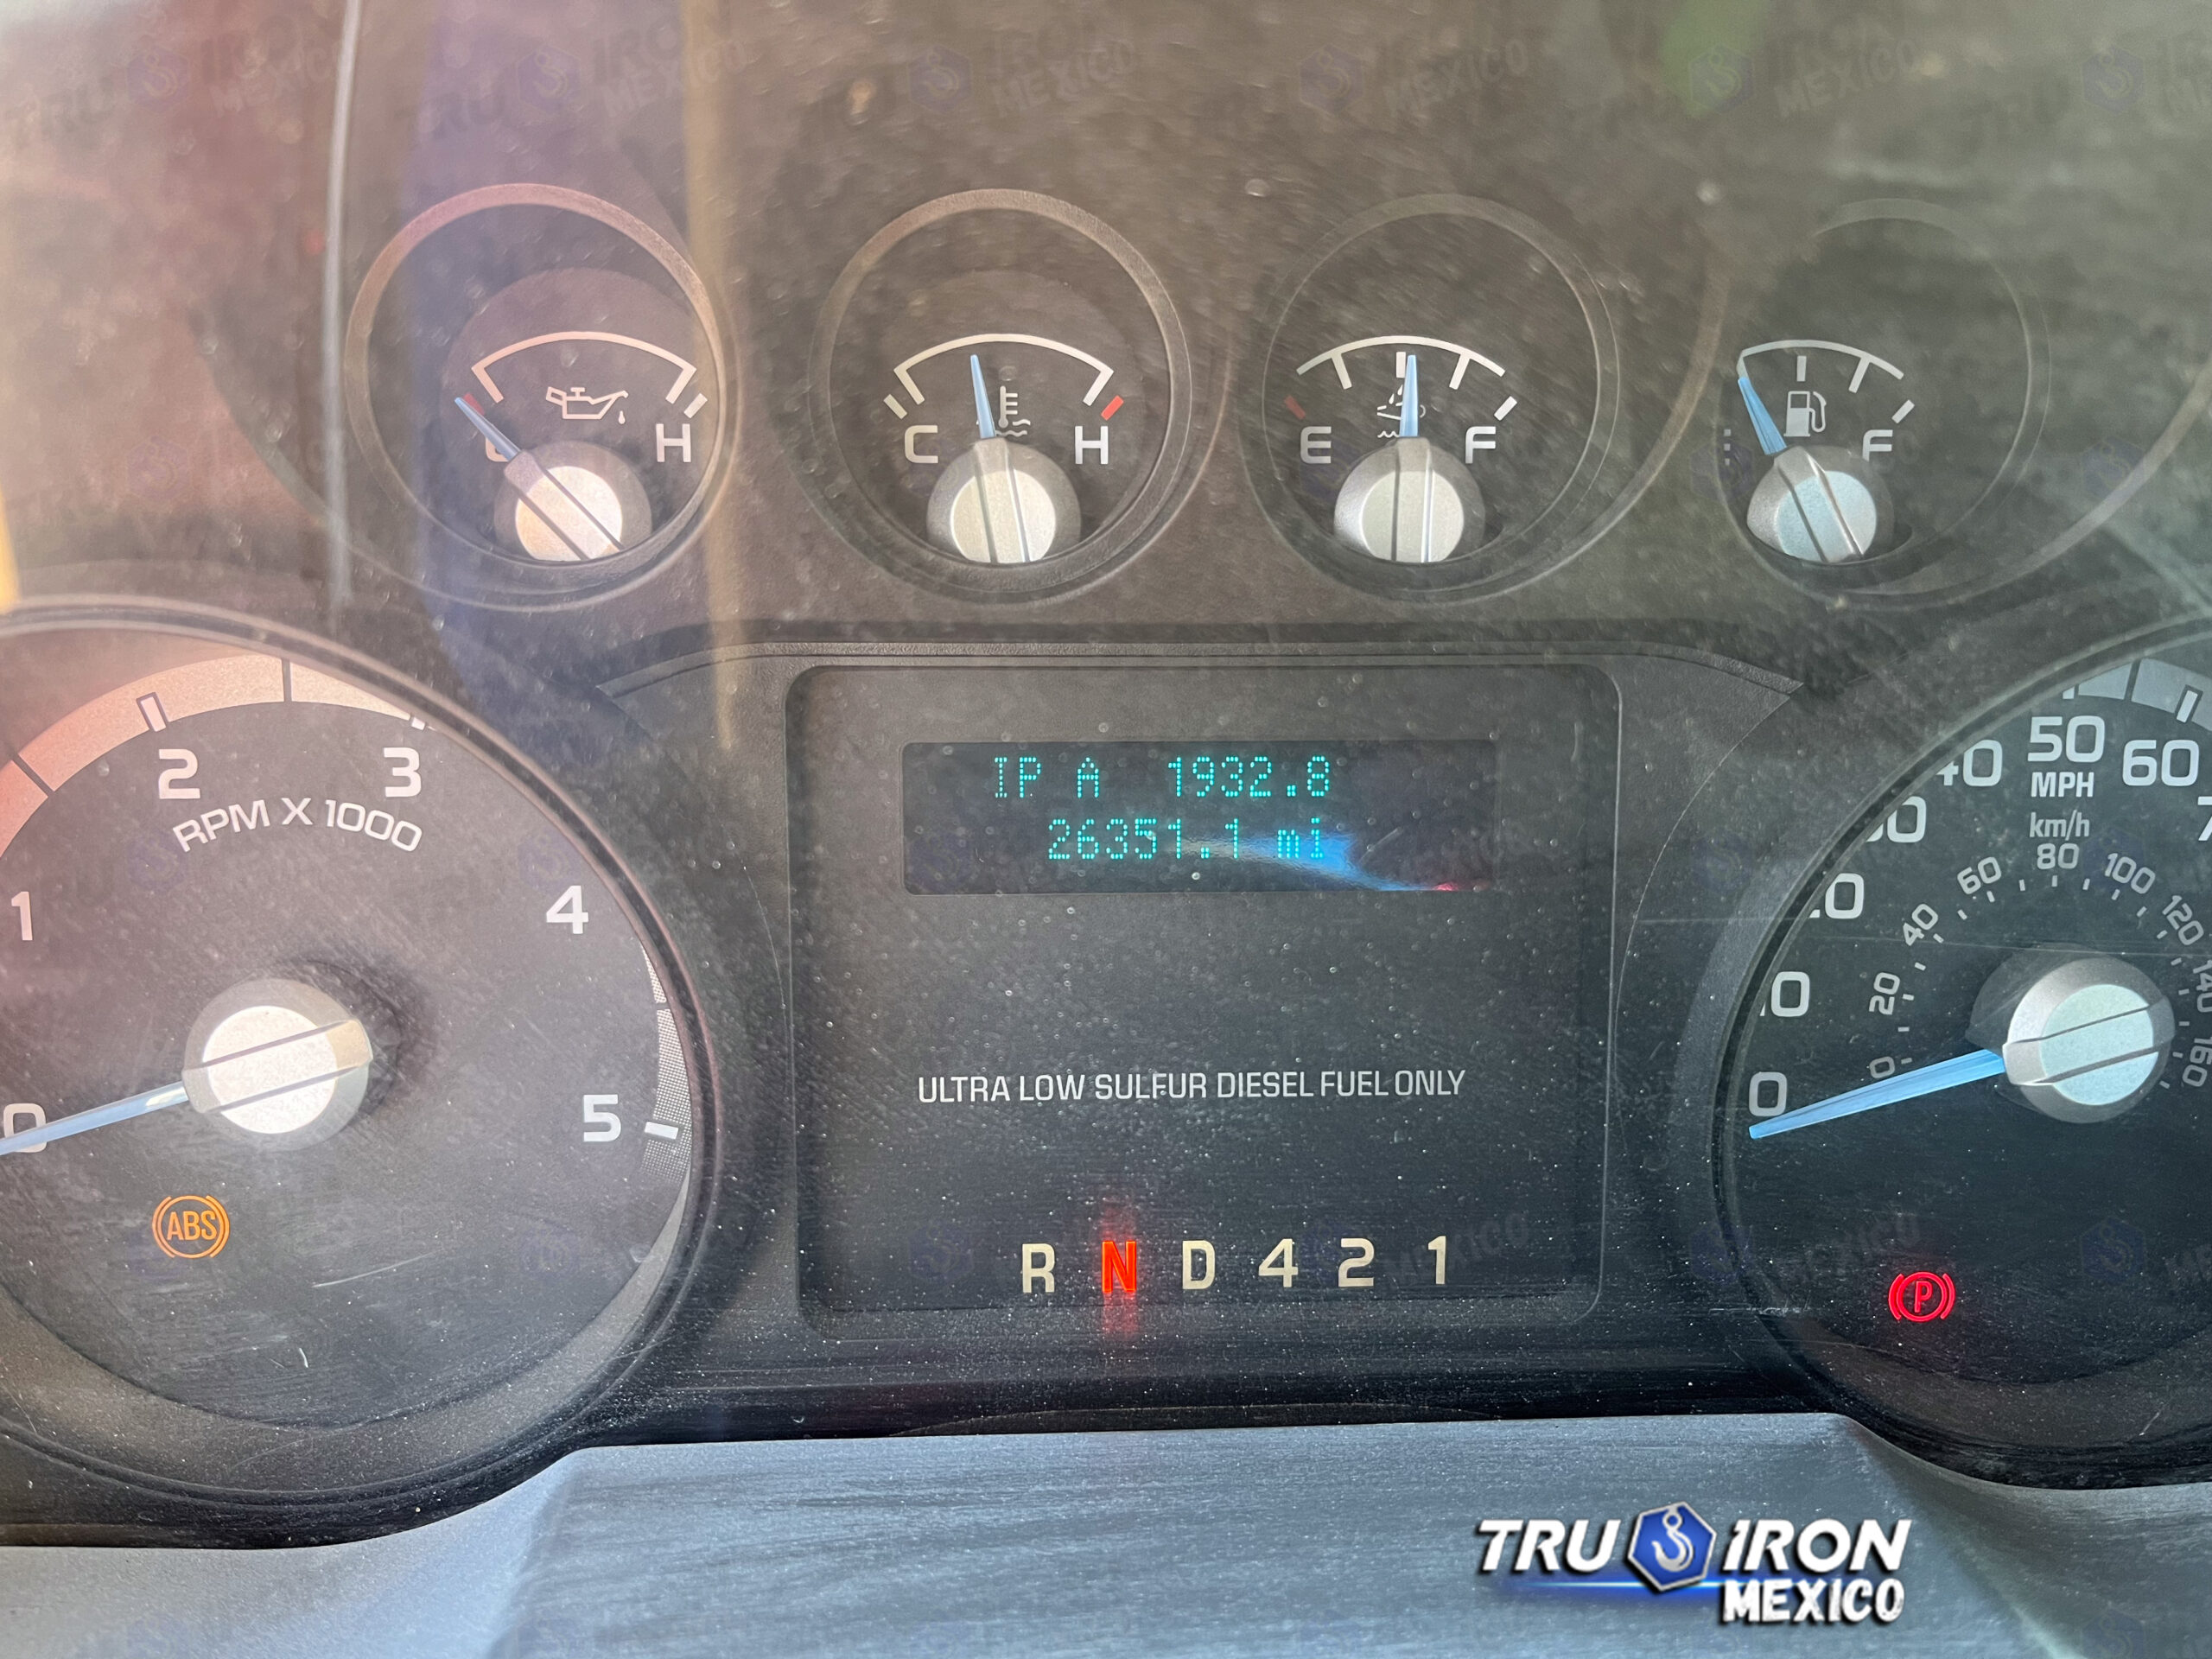 C H
C H
E F
F
IP A 1932.8
26351.1 mi
0 1 2 3 4 5
RPM X 1000
ULTRA LOW SULFUR DIESEL FUEL ONLY
R N D 4 2 1
ABS
0 50 60
MPH
km/h
0 20 40 60 80 100 120 140 160
P
TRU IRON
MEXICO